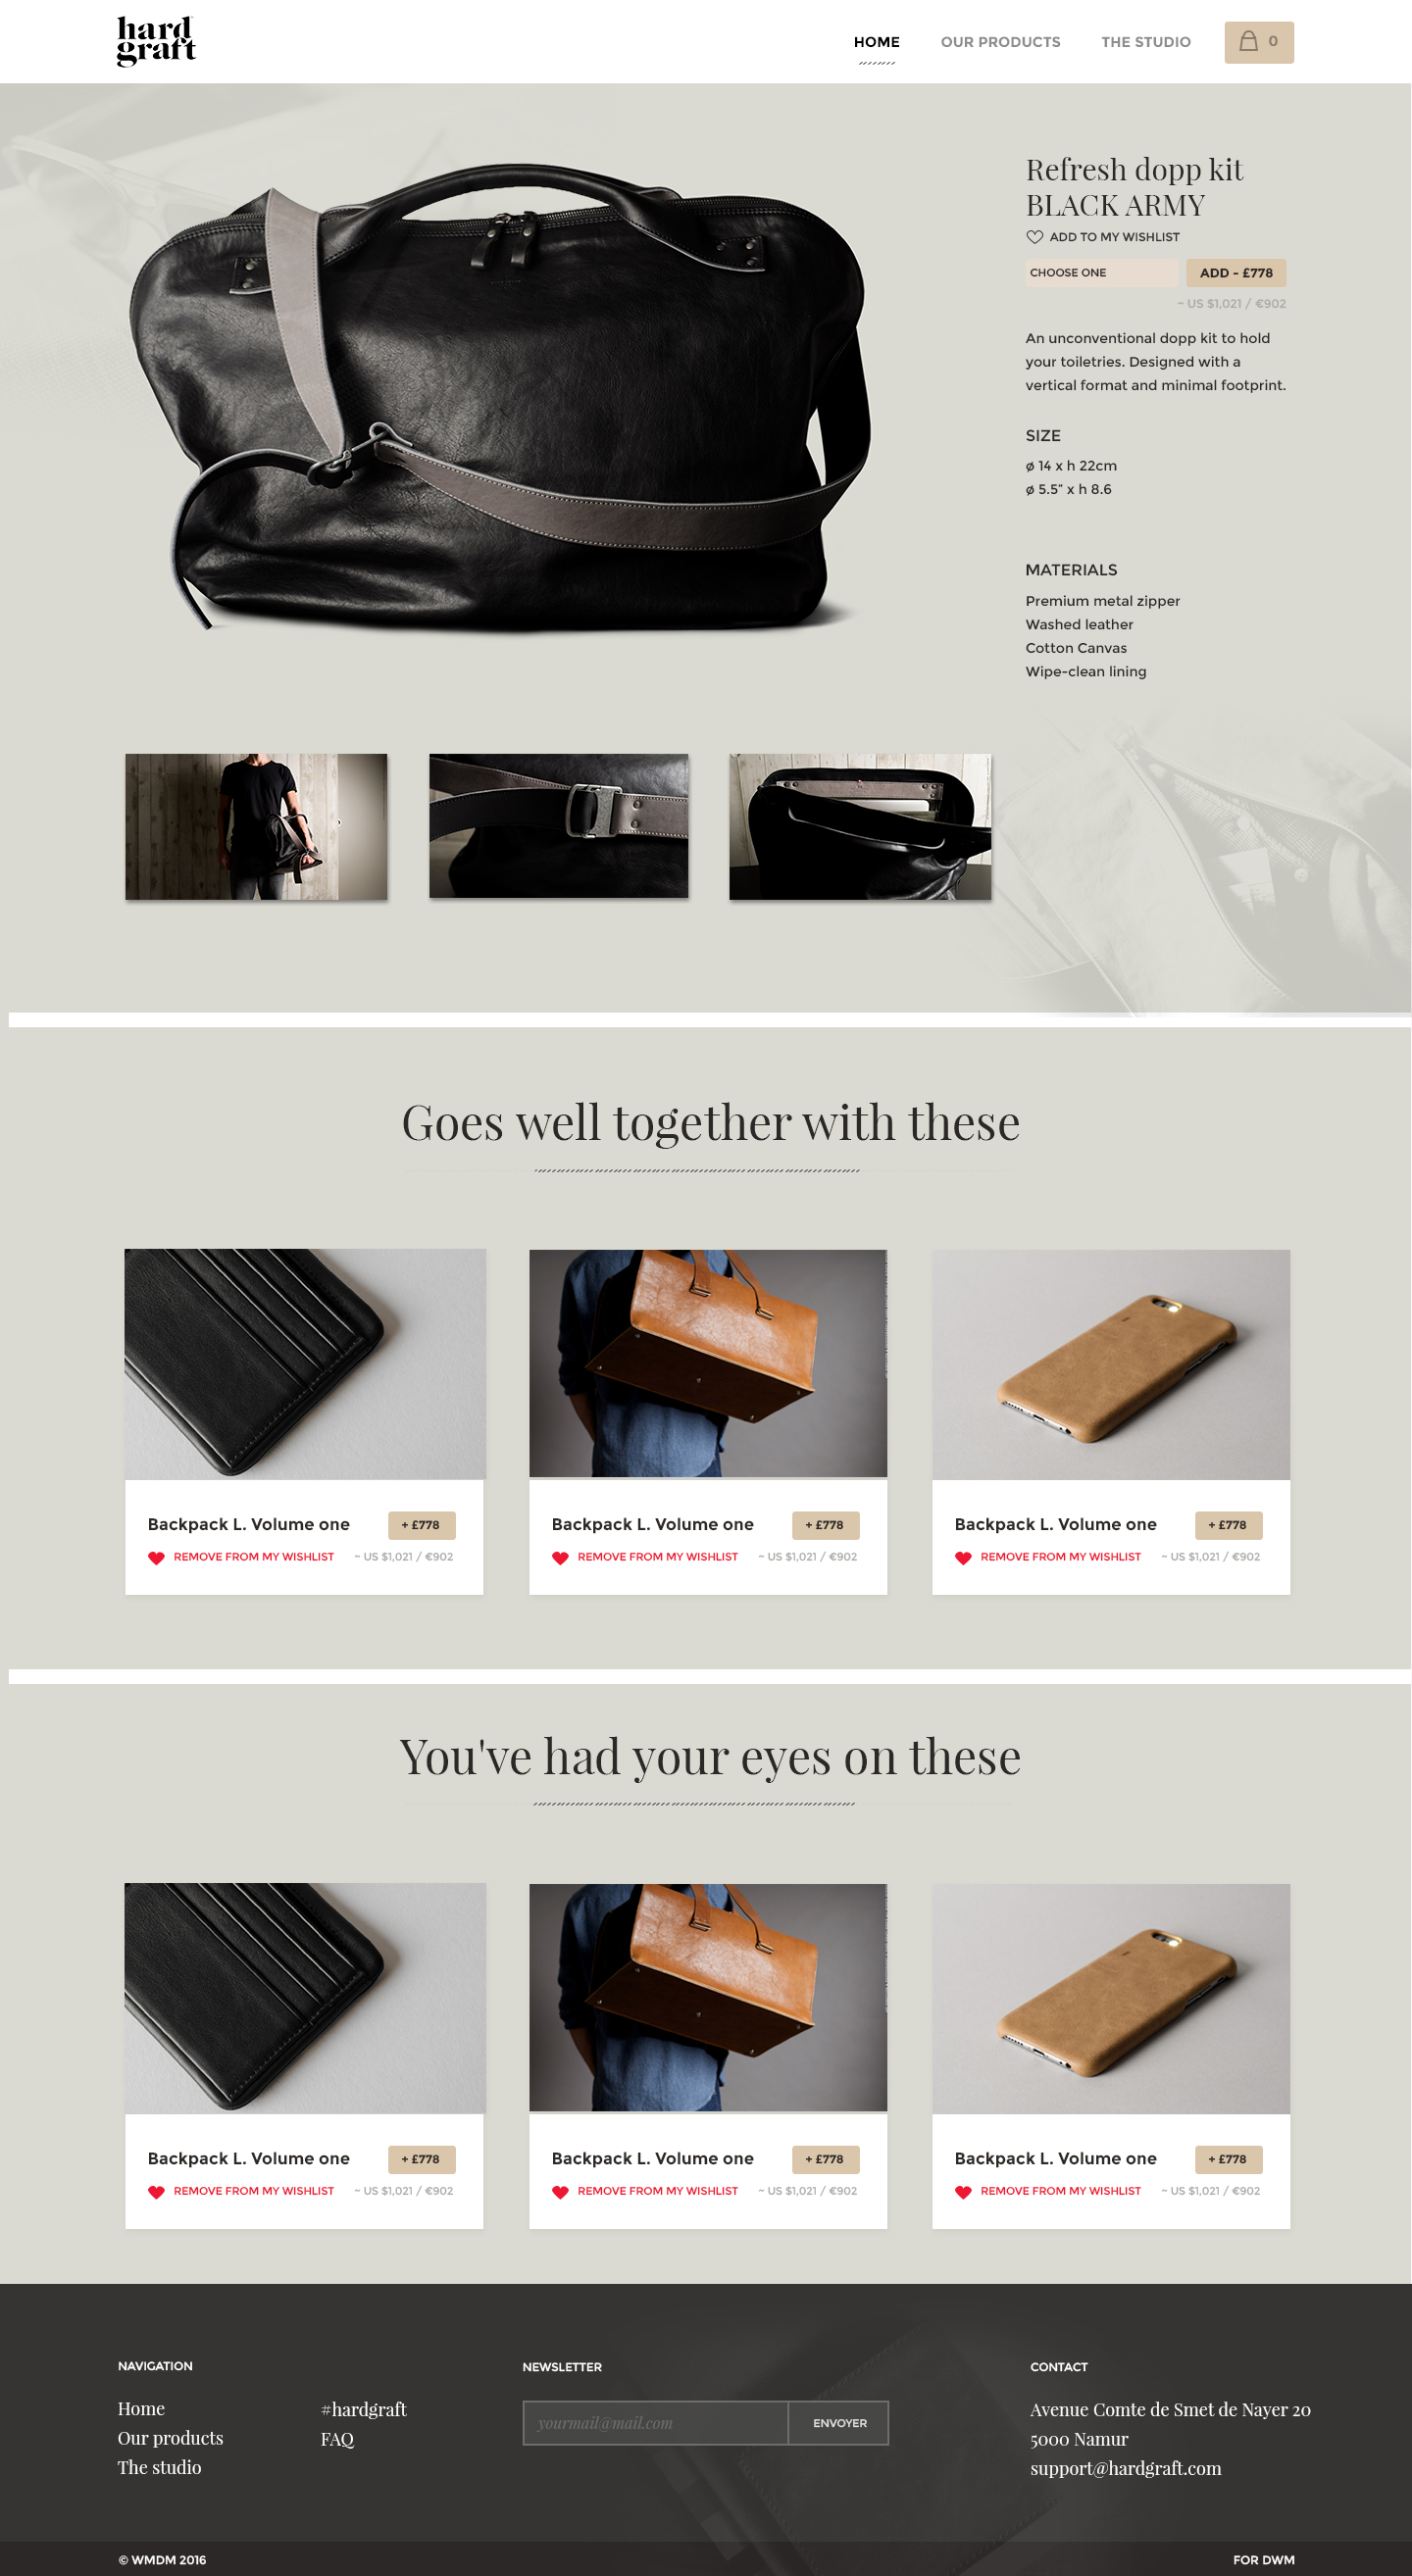 hard
graft
HOME
OUR PRODUCTS
THE STUDIO
0
Refresh dopp kit
BLACK ARMY
ADD TO MY WISHLIST
CHOOSE ONE
ADD - £778
~ US $1,021 / €902
An unconventional dopp kit to hold
your toiletries. Designed with a
vertical format and minimal footprint.
SIZE
ø 14 x h 22cm
ø 5.5” x h 8.6
MATERIALS
Premium metal zipper
Washed leather
Cotton Canvas
Wipe-clean lining
Goes well together with these
Backpack L. Volume one
+ £778
REMOVE FROM MY WISHLIST
~ US $1,021 / €902
Backpack L. Volume one
+ £778
REMOVE FROM MY WISHLIST
~ US $1,021 / €902
Backpack L. Volume one
+ £778
REMOVE FROM MY WISHLIST
~ US $1,021 / €902
You've had your eyes on these
Backpack L. Volume one
+ £778
REMOVE FROM MY WISHLIST
~ US $1,021 / €902
Backpack L. Volume one
+ £778
REMOVE FROM MY WISHLIST
~ US $1,021 / €902
Backpack L. Volume one
+ £778
REMOVE FROM MY WISHLIST
~ US $1,021 / €902
NAVIGATION
Home
Our products
The studio
#hardgraft
FAQ
NEWSLETTER
yourmail@mail.com
ENVOYER
CONTACT
Avenue Comte de Smet de Nayer 20
5000 Namur
support@hardgraft.com
© WMDM 2016
FOR DWM